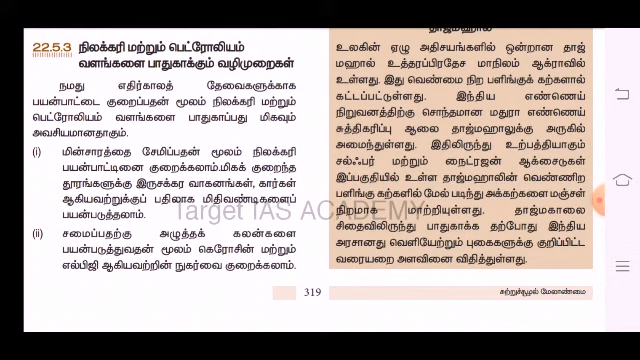 22.5.3 நிலக்கரி மற்றும் பெட்ரோலியம்
வளங்களை பாதுகாக்கும் வழிமுறைகள்
நமது எதிர்காலத் தேவைகளுக்காக
பயன்பாட்டை குறைப்பதன் மூலம் நிலக்கரி மற்றும்
பெட்ரோலியம் வளங்களை பாதுகாப்பது மிகவும்
அவசியமானதாகும்.
(i) மின்சாரத்தை சேமிப்பதன் மூலம் நிலக்கரி
பயன்பாட்டினை குறைக்கலாம்.மிகக் குறைந்த
தூரங்களுக்கு இருசக்கர வாகனங்கள், கார்கள்
ஆகியவற்றுக்குப் பதிலாக மிதிவண்டிகளைப்
பயன்படுத்தலாம்.
(ii) சமைப்பதற்கு அழுத்தக் கலன்களை
பயன்படுத்துவதன் மூலம் கெரோசின் மற்றும்
எல்பிஜி ஆகியவற்றின் நுகர்வை குறைக்கலாம்.
தாஜ்மஹால்
உலகின் ஏழு அதிசயங்களில் ஒன்றான தாஜ்
மஹால் உத்தரப்பிரதேச மாநிலம் ஆக்ராவில்
உள்ளது. இது வெண்மை நிற பளிங்குக் கற்களால்
கட்டப்பட்டுள்ளது. இந்திய எண்ணெய்
நிறுவனத்திற்கு சொந்தமான மதுரா எண்ணெய்
சுத்திகரிப்பு ஆலை தாஜ்மஹாலுக்கு அருகில்
அமைந்துள்ளது. இதிலிருந்து உற்பத்தியாகும்
சல்ஃபர் மற்றும் நைட்ரஜன் ஆக்சைடுகள்
இப்பகுதியில் உள்ள தாஜ்மஹாலின் வெண்ணிற
பளிங்கு கற்களில் மேல் படிந்து அக்கற்களை மஞ்சள்
நிறமாக மாற்றியுள்ளது. தாஜ்மகாலை
சிதைவிலிருந்து பாதுகாக்க தற்போது இந்திய
அரசானது வெளியேற்றும் புகைகளுக்கு குறிப்பிட்ட
வரையறை அளவினை விதித்துள்ளது.
Target IAS ACADEMY
319
சுற்றுச்சூழல் மேலாண்மை